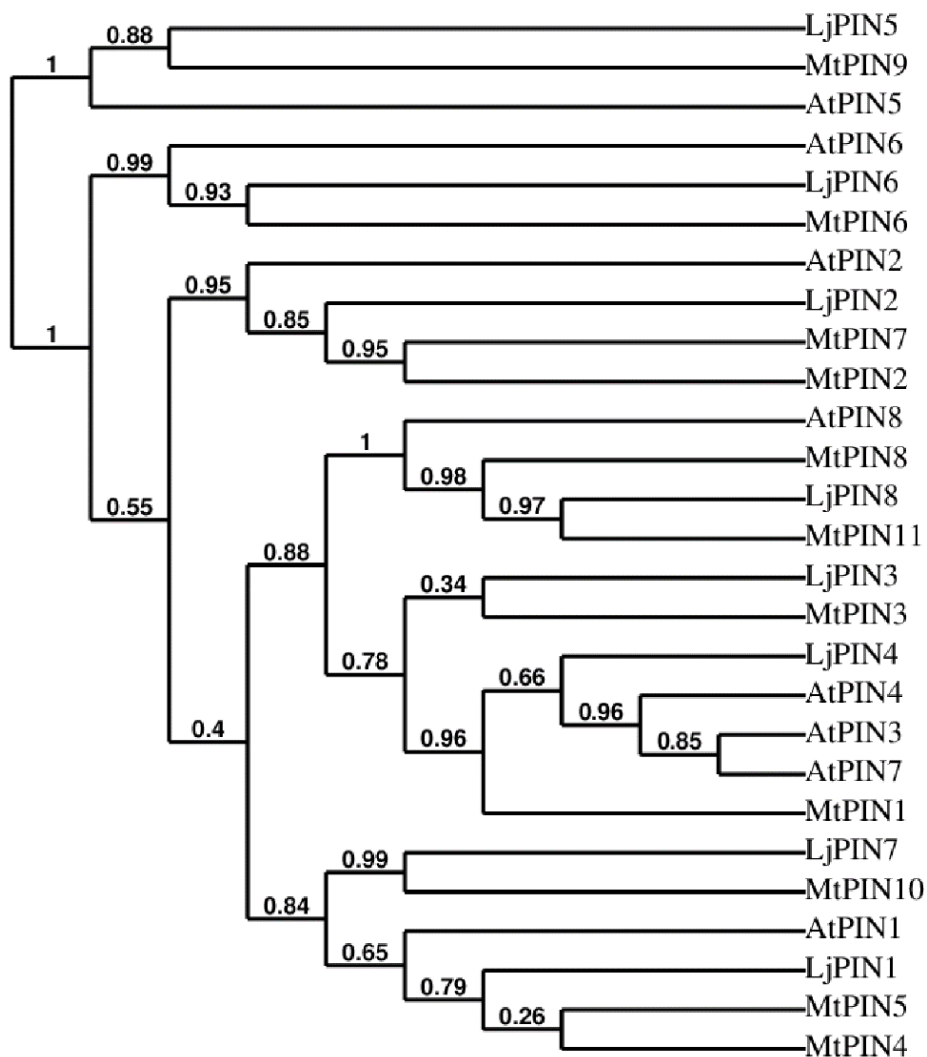 LjPIN5
0.88
MtPIN9
1
AtPIN5
AtPIN6
0.99
LjPIN6
0.93
MtPIN6
AtPIN2
0.95
LjPIN2
0.85
1
MtPIN7
0.95
MtPIN2
AtPIN8
1
MtPIN8
0.98
LjPIN8
0.97
0.55
MtPIN11
0.88
LjPIN3
0.34
MtPIN3
LjPIN4
0.78
0.66
AtPIN4
0.96
AtPIN3
0.4
0.96
0.85
AtPIN7
MtPIN1
LjPIN7
0.99
MtPIN10
0.84
AtPIN1
0.65
LjPIN1
0.79
MtPIN5
0.26
MtPIN4